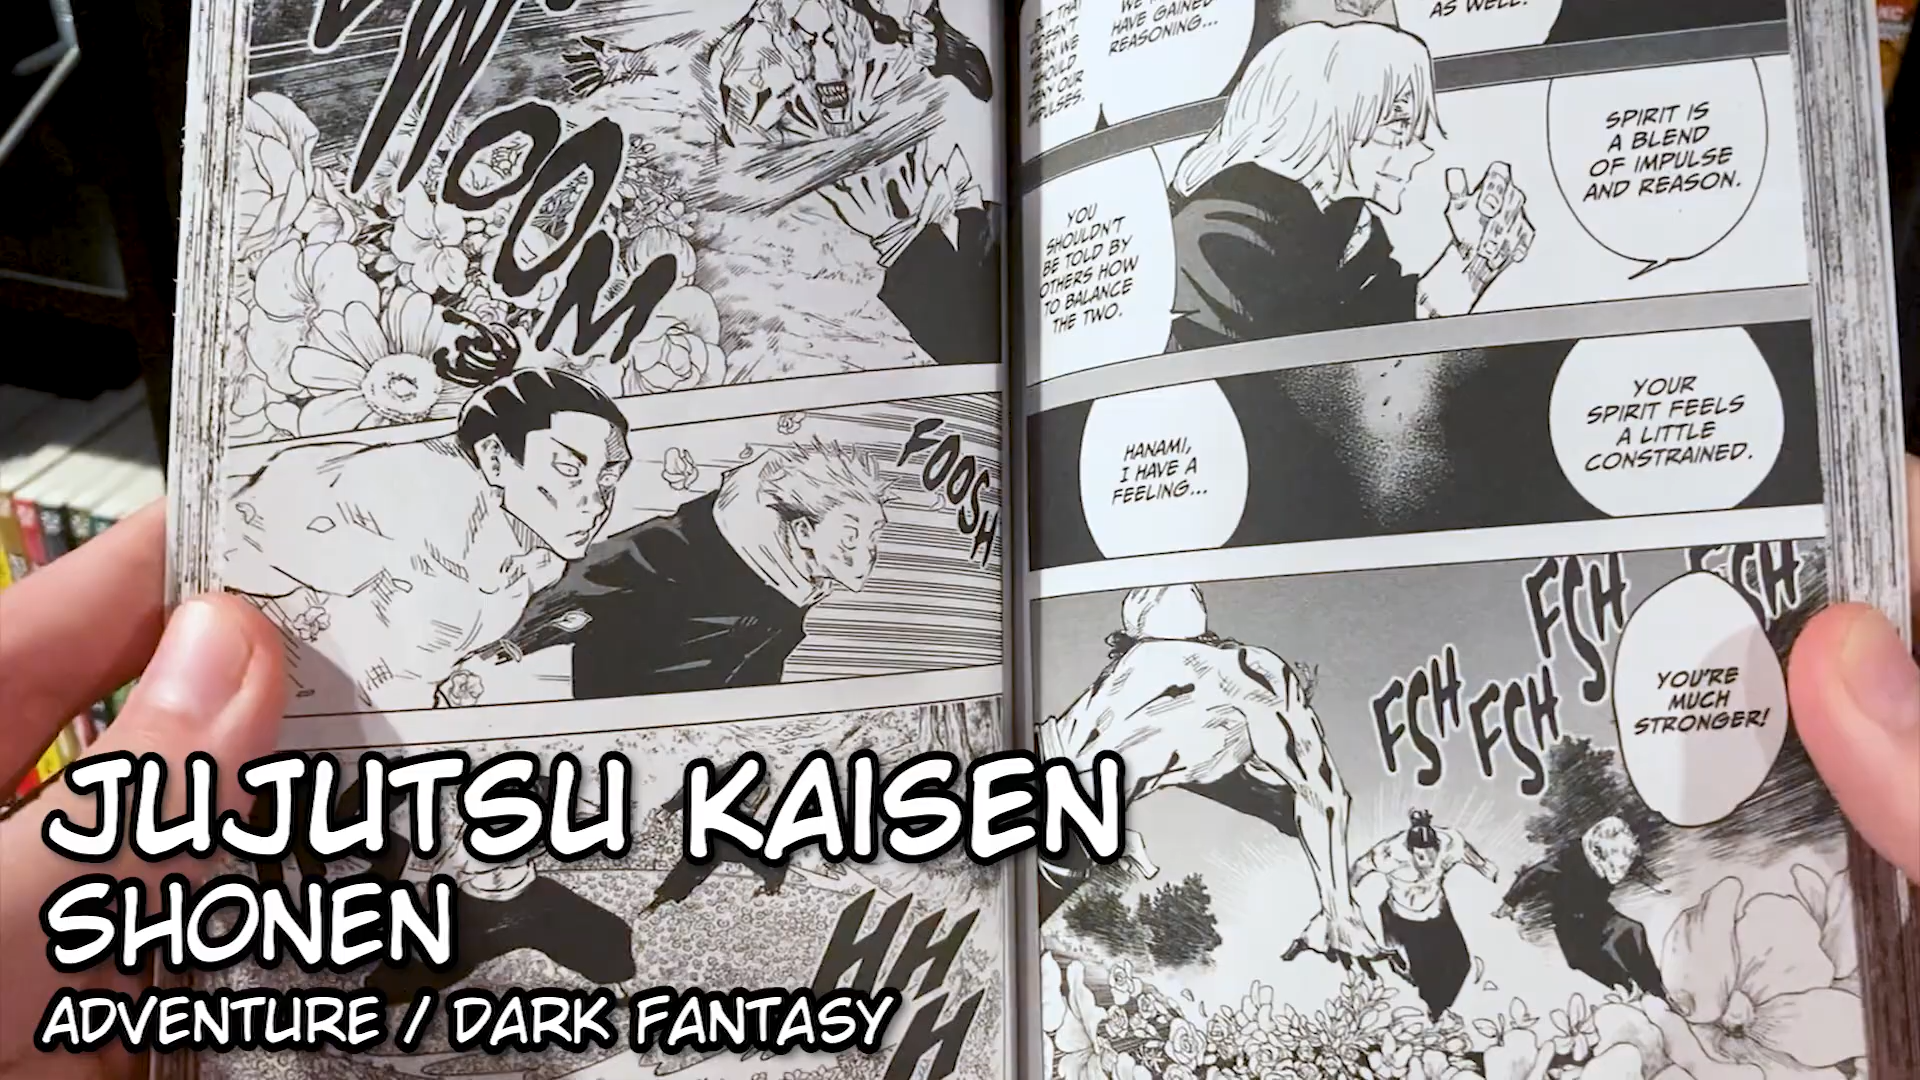 WOOM
FOOSH
HHHH
HAVE GAINED
REASONING...
AS WELL.
DOESN'T
MEAN WE
SHOULD
DENY OUR
IMPULSES.
SPIRIT IS
A BLEND
OF IMPULSE
AND REASON.
YOU
SHOULDN'T
BE TOLD BY
OTHERS HOW
TO BALANCE
THE TWO.
YOUR
SPIRIT FEELS
A LITTLE
CONSTRAINED.
HANAMI,
I HAVE A
FEELING...
FSH
FSH
FSH
FSH
YOU'RE
MUCH
STRONGER!
JUJUTSU KAISEN
SHONEN
ADVENTURE / DARK FANTASY